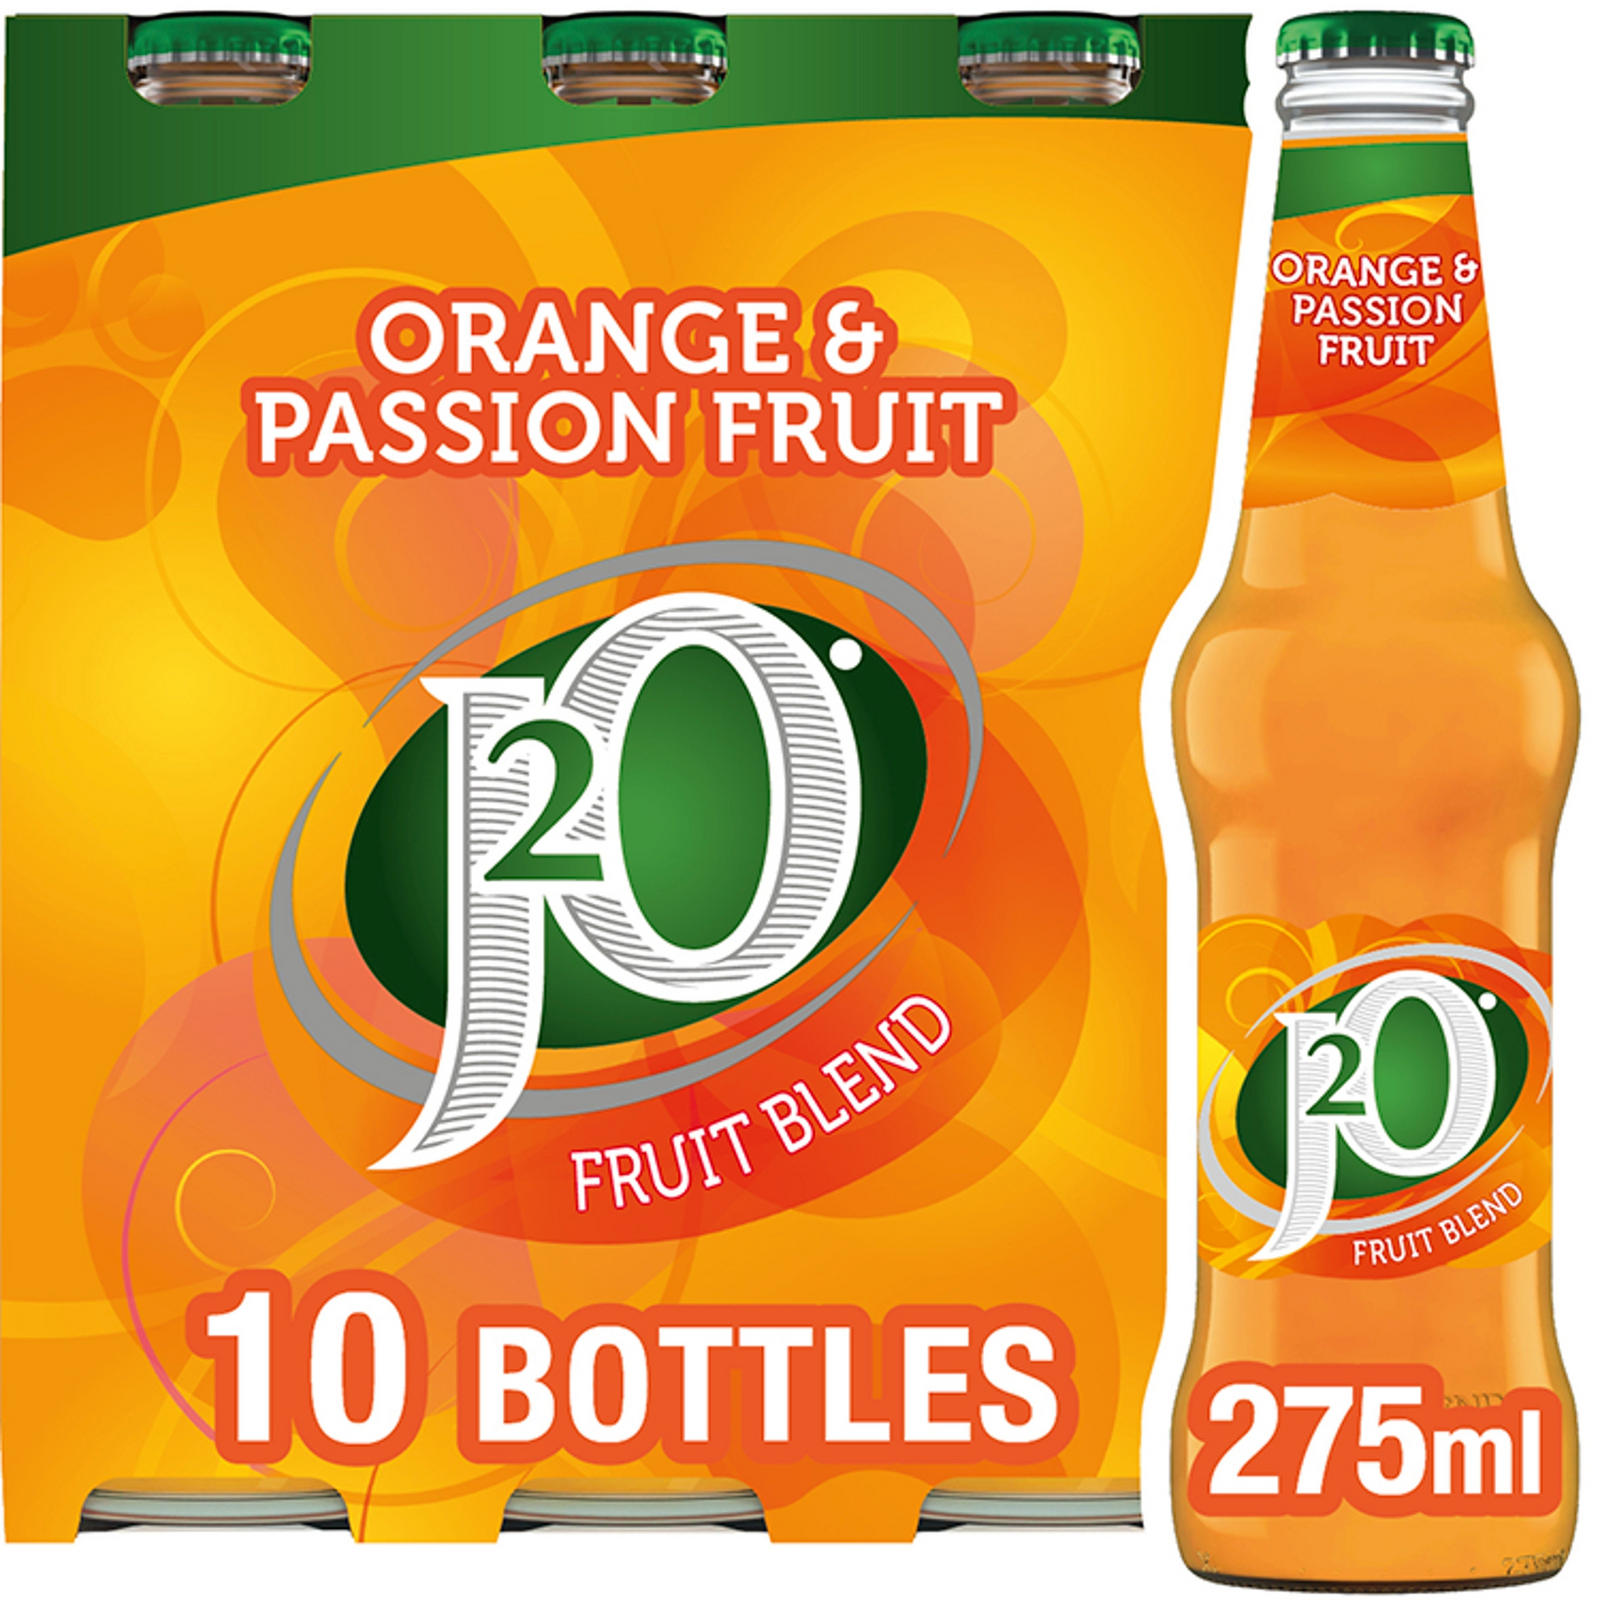 ORANGE &
PASSION FRUIT
J2O
FRUIT BLEND
10 BOTTLES
ORANGE &
PASSION
FRUIT
J2O
FRUIT BLEND
275ml